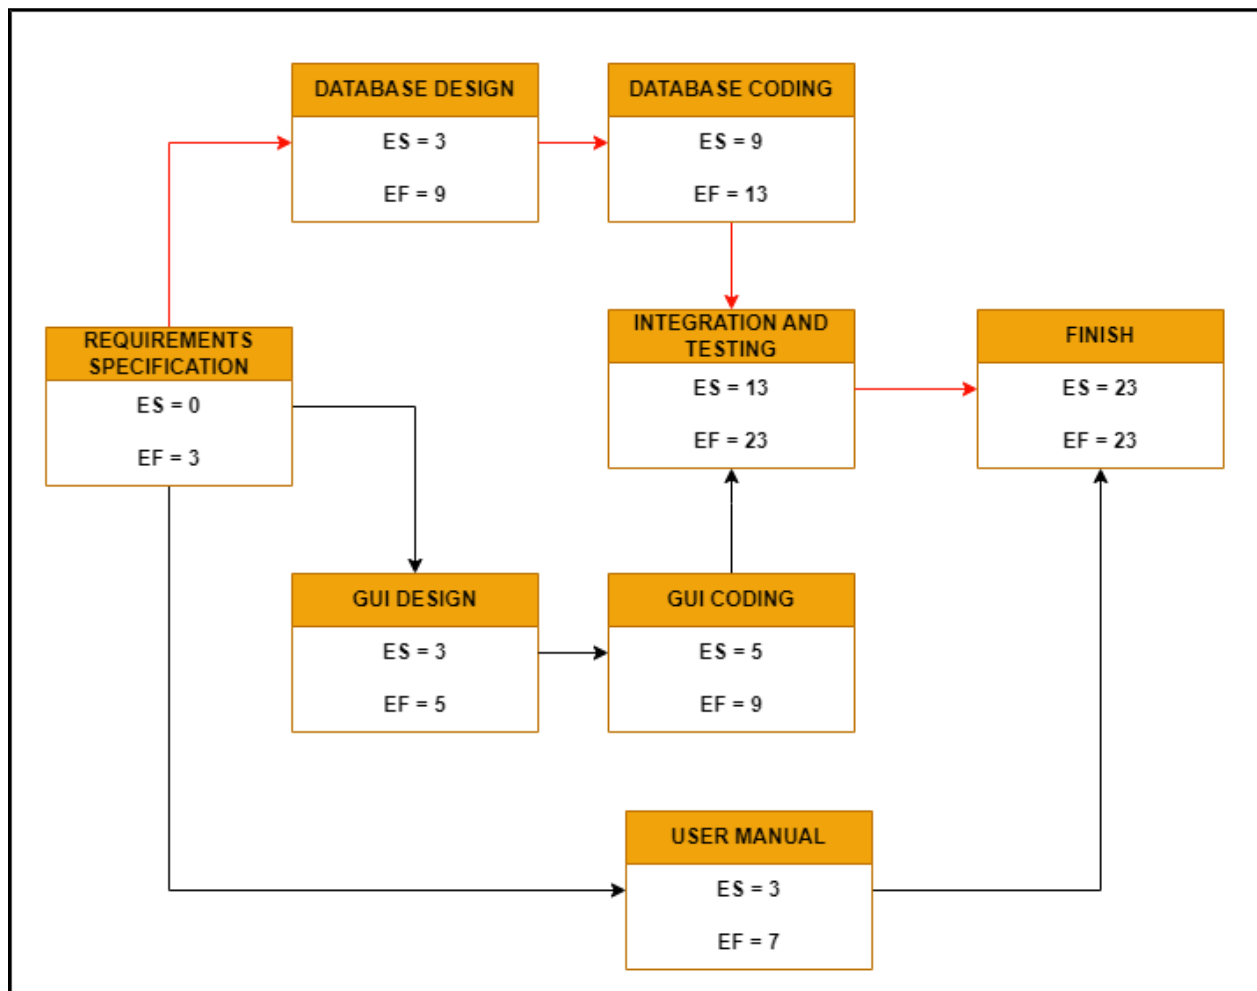 DATABASE DESIGN
ES = 3
EF = 9
DATABASE CODING
ES = 9
EF = 13
REQUIREMENTS
SPECIFICATION
ES = 0
EF = 3
INTEGRATION AND
TESTING
ES = 13
EF = 23
FINISH
ES = 23
EF = 23
GUI DESIGN
ES = 3
EF = 5
GUI CODING
ES = 5
EF = 9
USER MANUAL
ES = 3
EF = 7